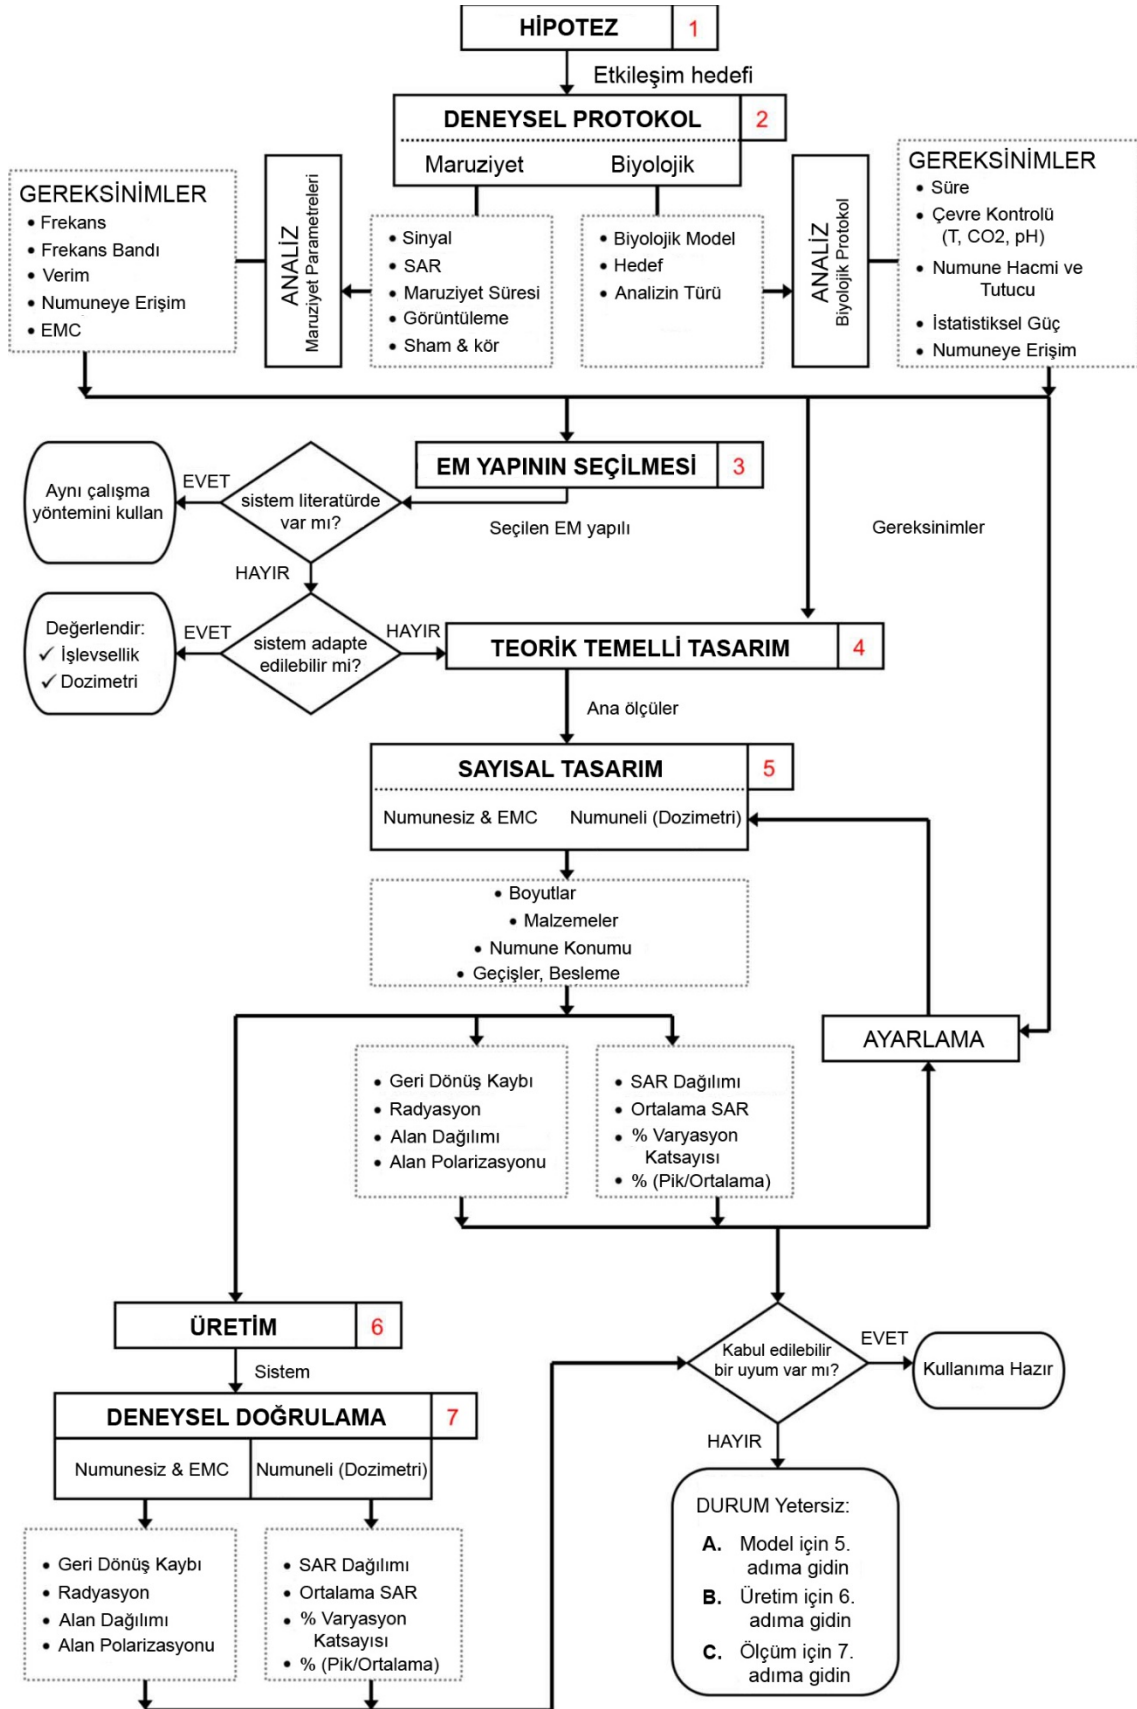 HİPOTEZ 1
Etkileşim hedefi
DENEYSEL PROTOKOL 2
Maruziyet Biyolojik
GEREKSİNİMLER
• Frekans
• Frekans Bandı
• Verim
• Numuneye Erişim
• EMC
ANALİZ
Maruziyet Parametreleri
• Sinyal
• SAR
• Maruziyet Süresi
• Görüntüleme
• Sham & kör
• Biyolojik Model
• Hedef
• Analizin Türü
ANALİZ
Biyolojik Protokol
GEREKSİNİMLER
• Süre
• Çevre Kontrolü
(T, CO2, pH)
• Numune Hacmi ve
Tutucu
• İstatistiksel Güç
• Numuneye Erişim
EM YAPININ SEÇİLMESİ 3
Seçilen EM yapılı
Gereksinimler
sistem literatürde
var mı?
EVET
Aynı çalışma
yöntemini kullan
HAYIR
sistem adapte
edilebilir mi?
EVET
Değerlendir:
✓ İşlevsellik
✓ Dozimetri
HAYIR
TEORİK TEMELLİ TASARIM 4
Ana ölçüler
SAYISAL TASARIM 5
Numunesiz & EMC Numuneli (Dozimetri)
• Boyutlar
• Malzemeler
• Numune Konumu
• Geçişler, Besleme
AYARLAMA
• Geri Dönüş Kaybı
• Radyasyon
• Alan Dağılımı
• Alan Polarizasyonu
• SAR Dağılımı
• Ortalama SAR
• % Varyasyon
Katsayısı
• % (Pik/Ortalama)
ÜRETİM 6
Sistem
DENEYSEL DOĞRULAMA 7
Numunesiz & EMC Numuneli (Dozimetri)
• Geri Dönüş Kaybı
• Radyasyon
• Alan Dağılımı
• Alan Polarizasyonu
• SAR Dağılımı
• Ortalama SAR
• % Varyasyon
Katsayısı
• % (Pik/Ortalama)
Kabul edilebilir
bir uyum var mı?
EVET
Kullanıma Hazır
HAYIR
DURUM Yetersiz:
A. Model için 5.
adıma gidin
B. Üretim için 6.
adıma gidin
C. Ölçüm için 7.
adıma gidin